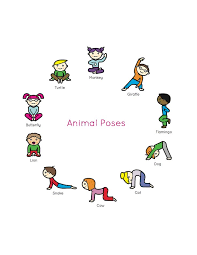 Monkey
Turtle
Giraffe
Butterfly
Animal Poses
Flamingo
Lion
Dog
Snake
Cow
Cat